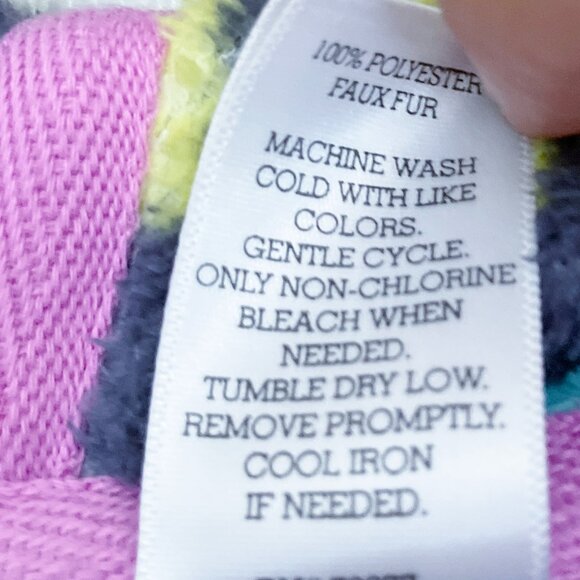 100% POLYESTER
FAUX FUR
MACHINE WASH
COLD WITH LIKE
COLORS.
GENTLE CYCLE.
ONLY NON-CHLORINE
BLEACH WHEN
NEEDED.
TUMBLE DRY LOW.
REMOVE PROMPTLY.
COOL IRON
IF NEEDED.